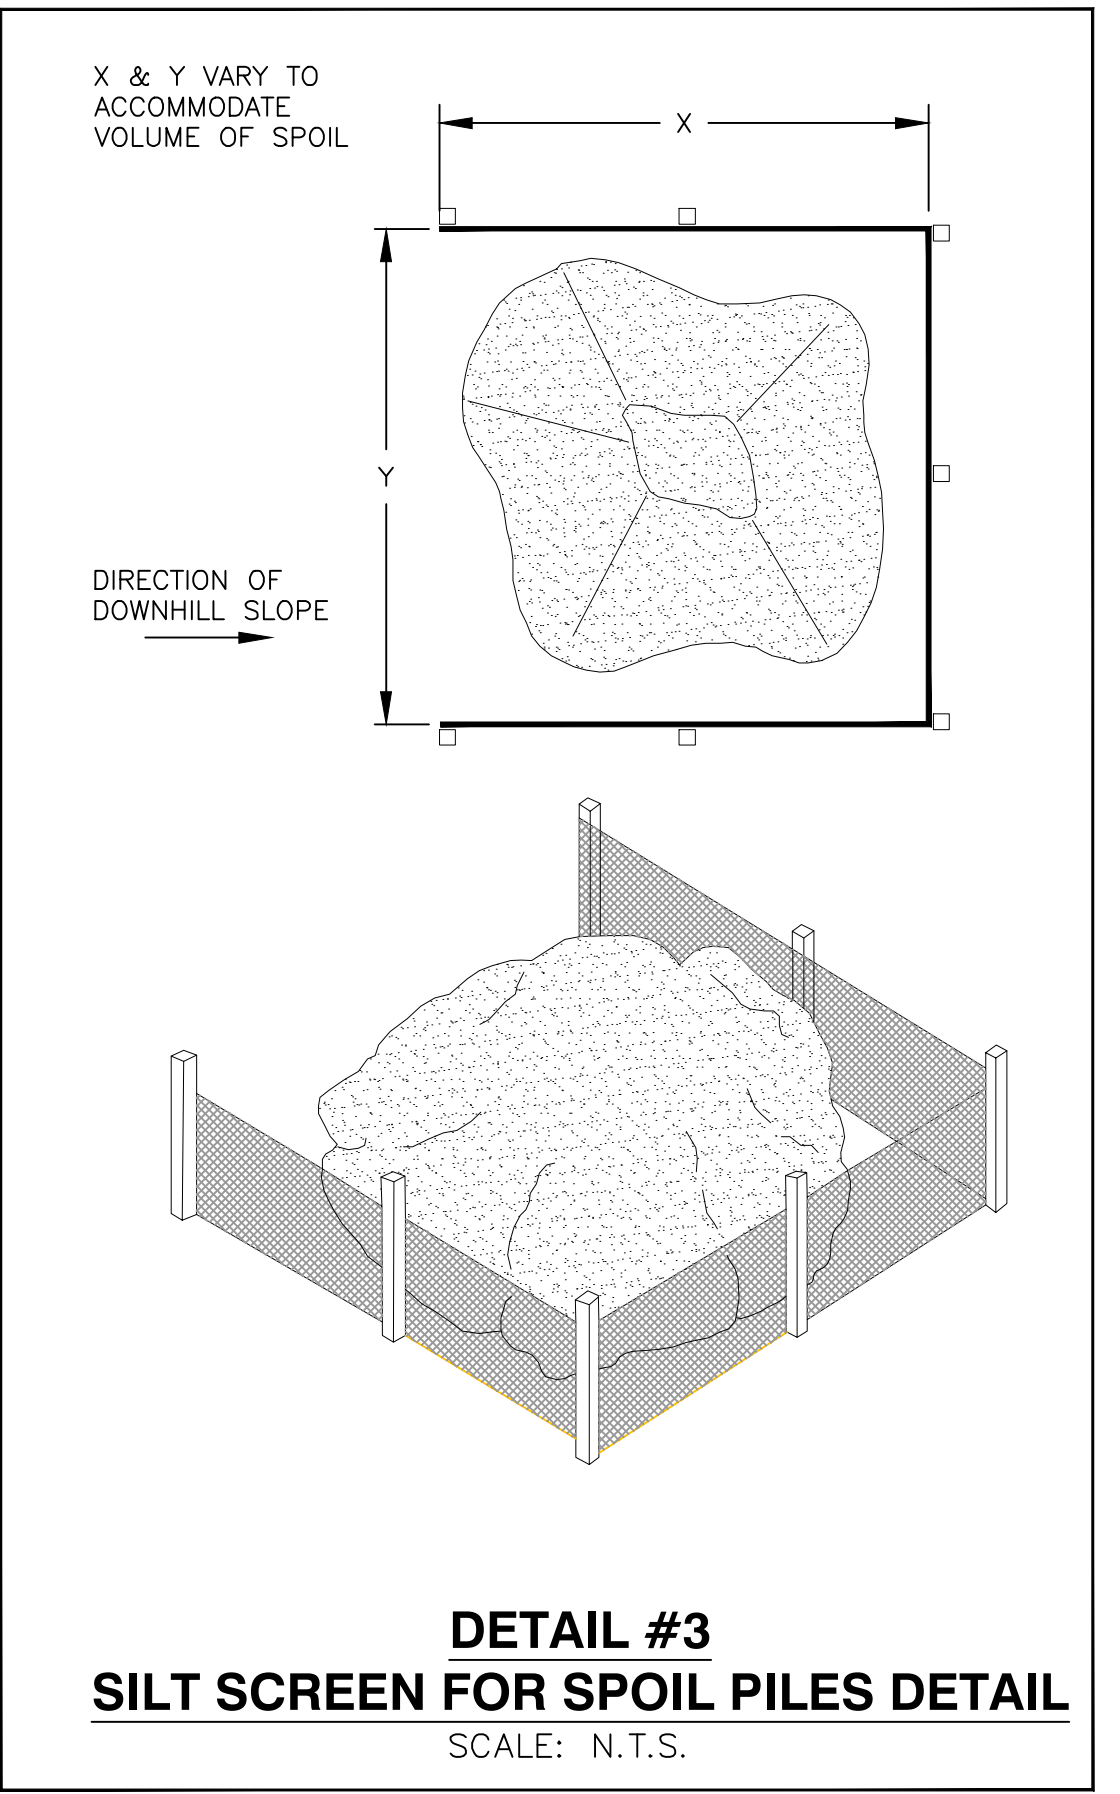 X & Y VARY TO
ACCOMMODATE
VOLUME OF SPOIL
X
Y
DIRECTION OF
DOWNHILL SLOPE
DETAIL #3
SILT SCREEN FOR SPOIL PILES DETAIL
SCALE: N.T.S.